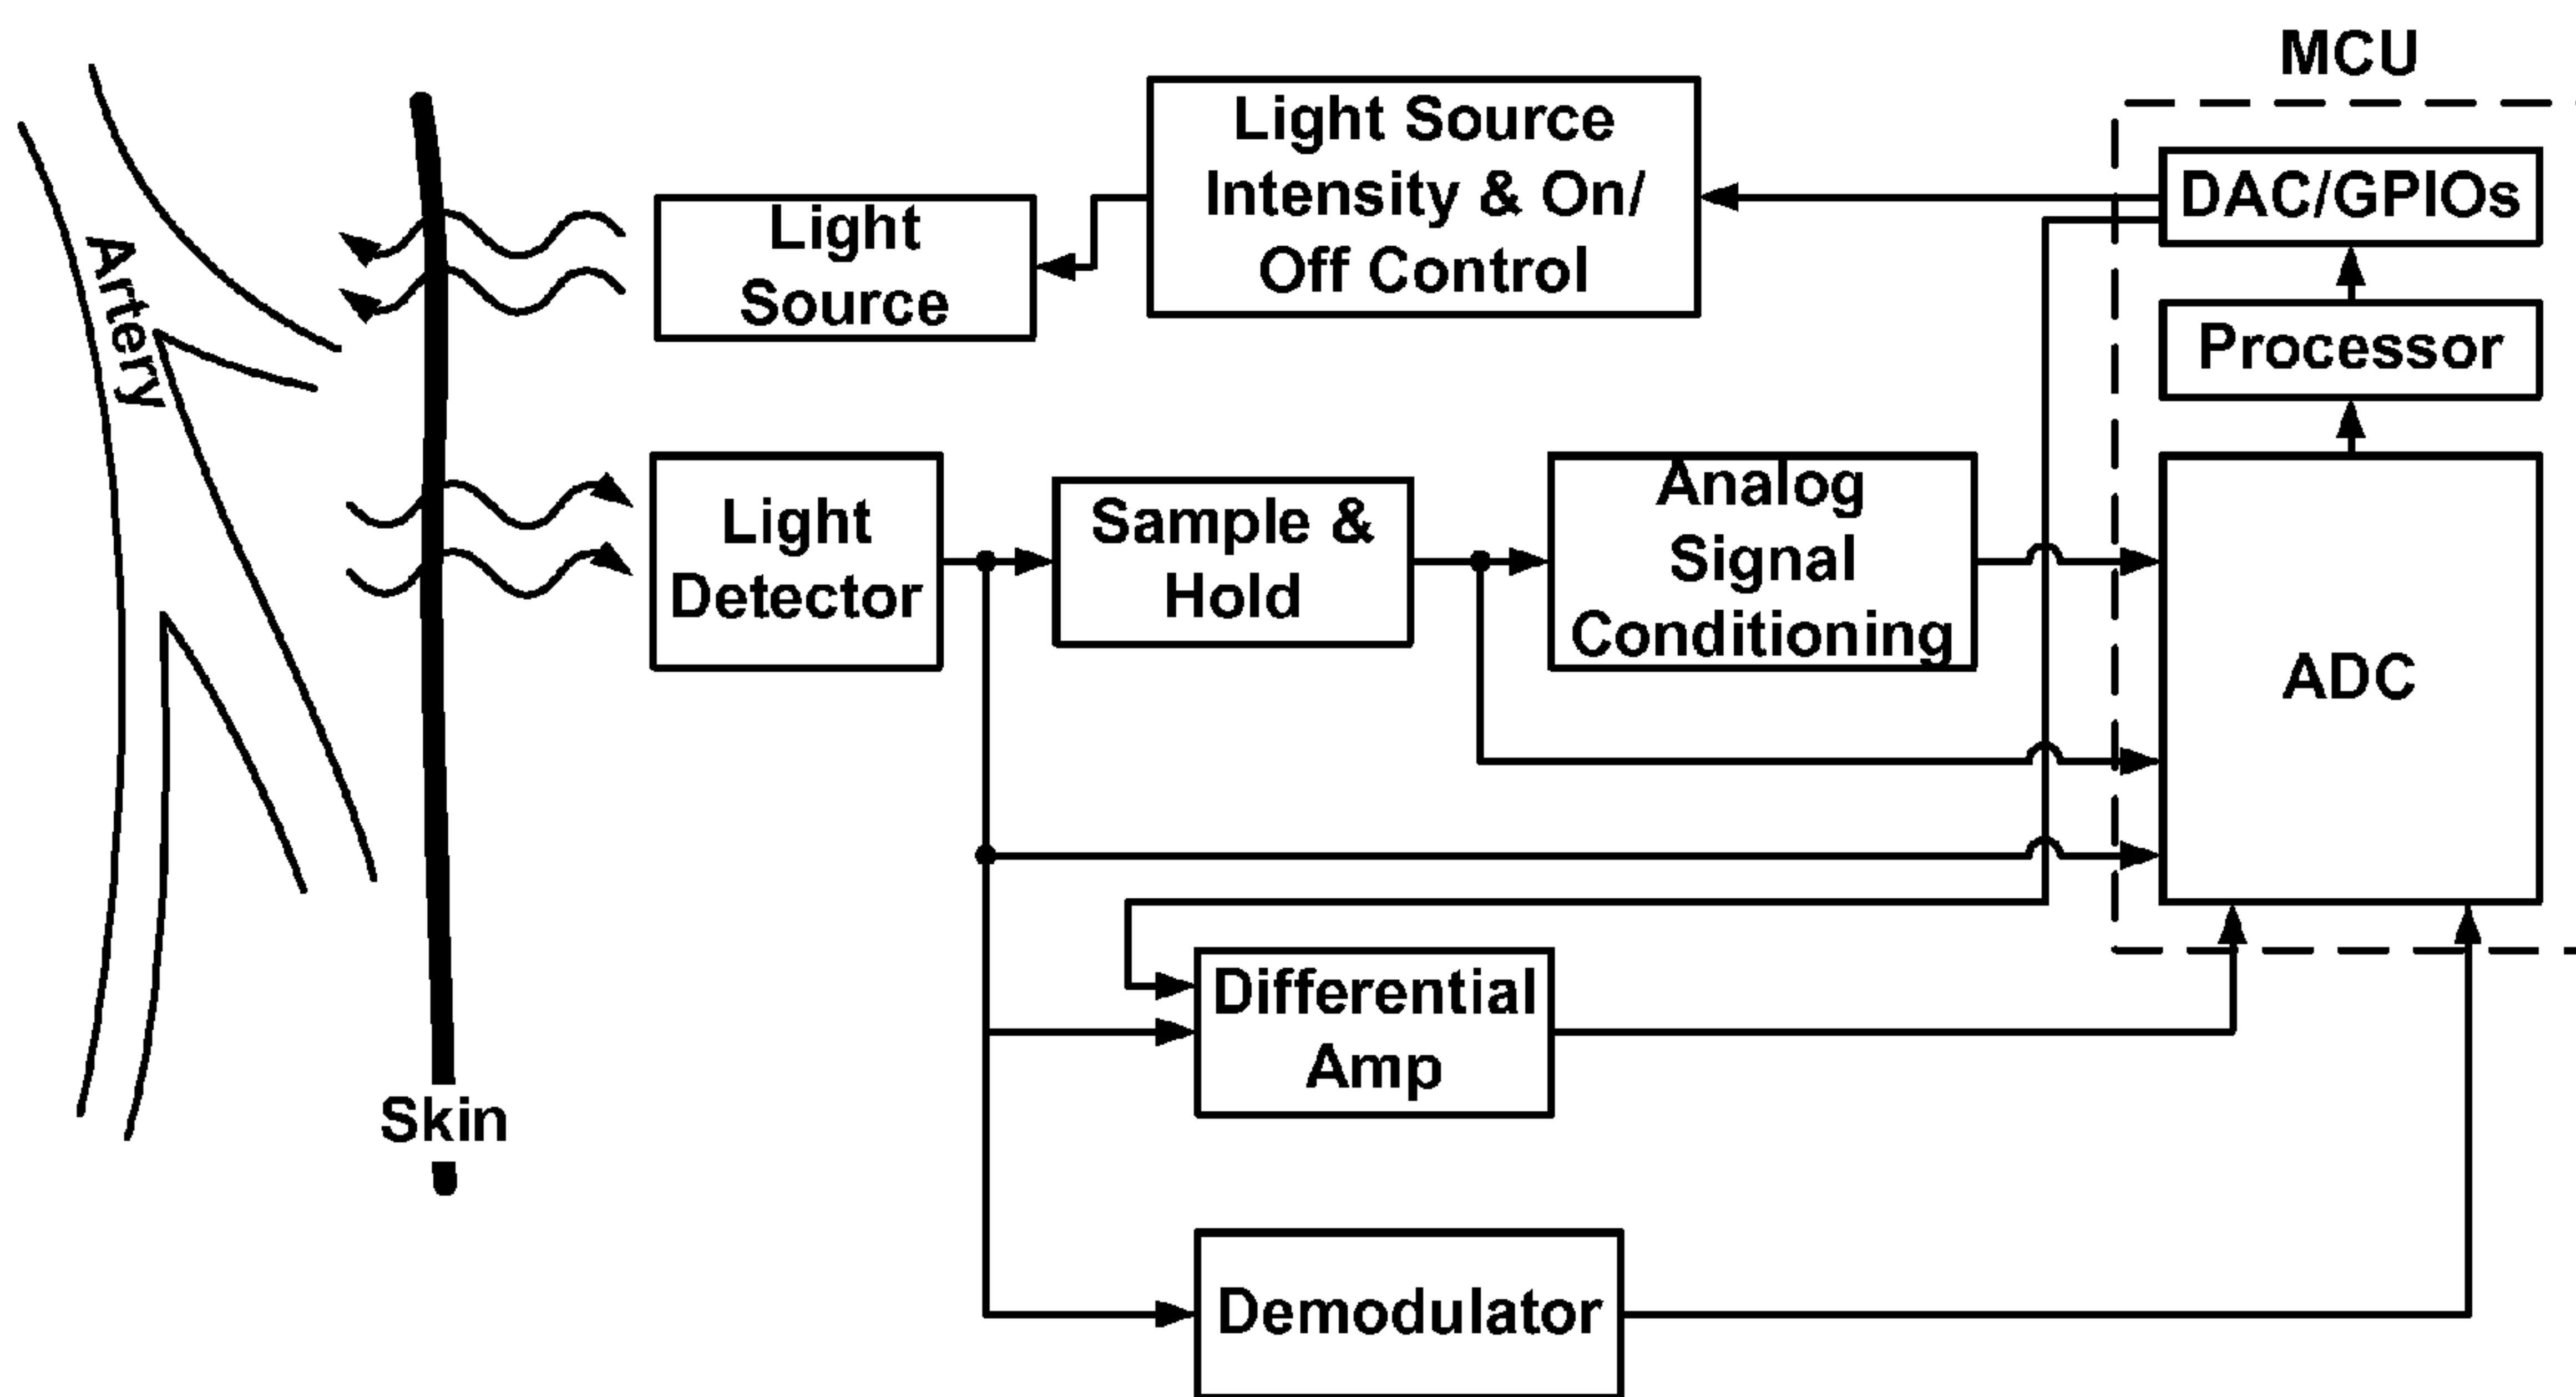 MCU
Light Source
Intensity & On/
Off Control
DAC/GPIOs
Light
Source
Artery
Processor
Light
Detector
Sample &
Hold
Analog
Signal
Conditioning
ADC
Differential
Amp
Skin
Demodulator